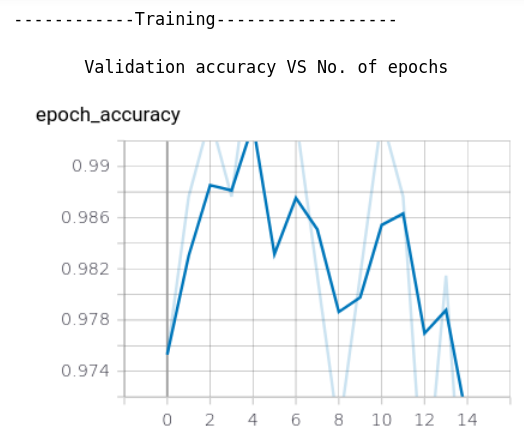 ------------Training------------------
Validation accuracy VS No. of epochs
epoch_accuracy
0.99
0.986
0.982
0.978
0.974
0 2 4 6 8 10 12 14